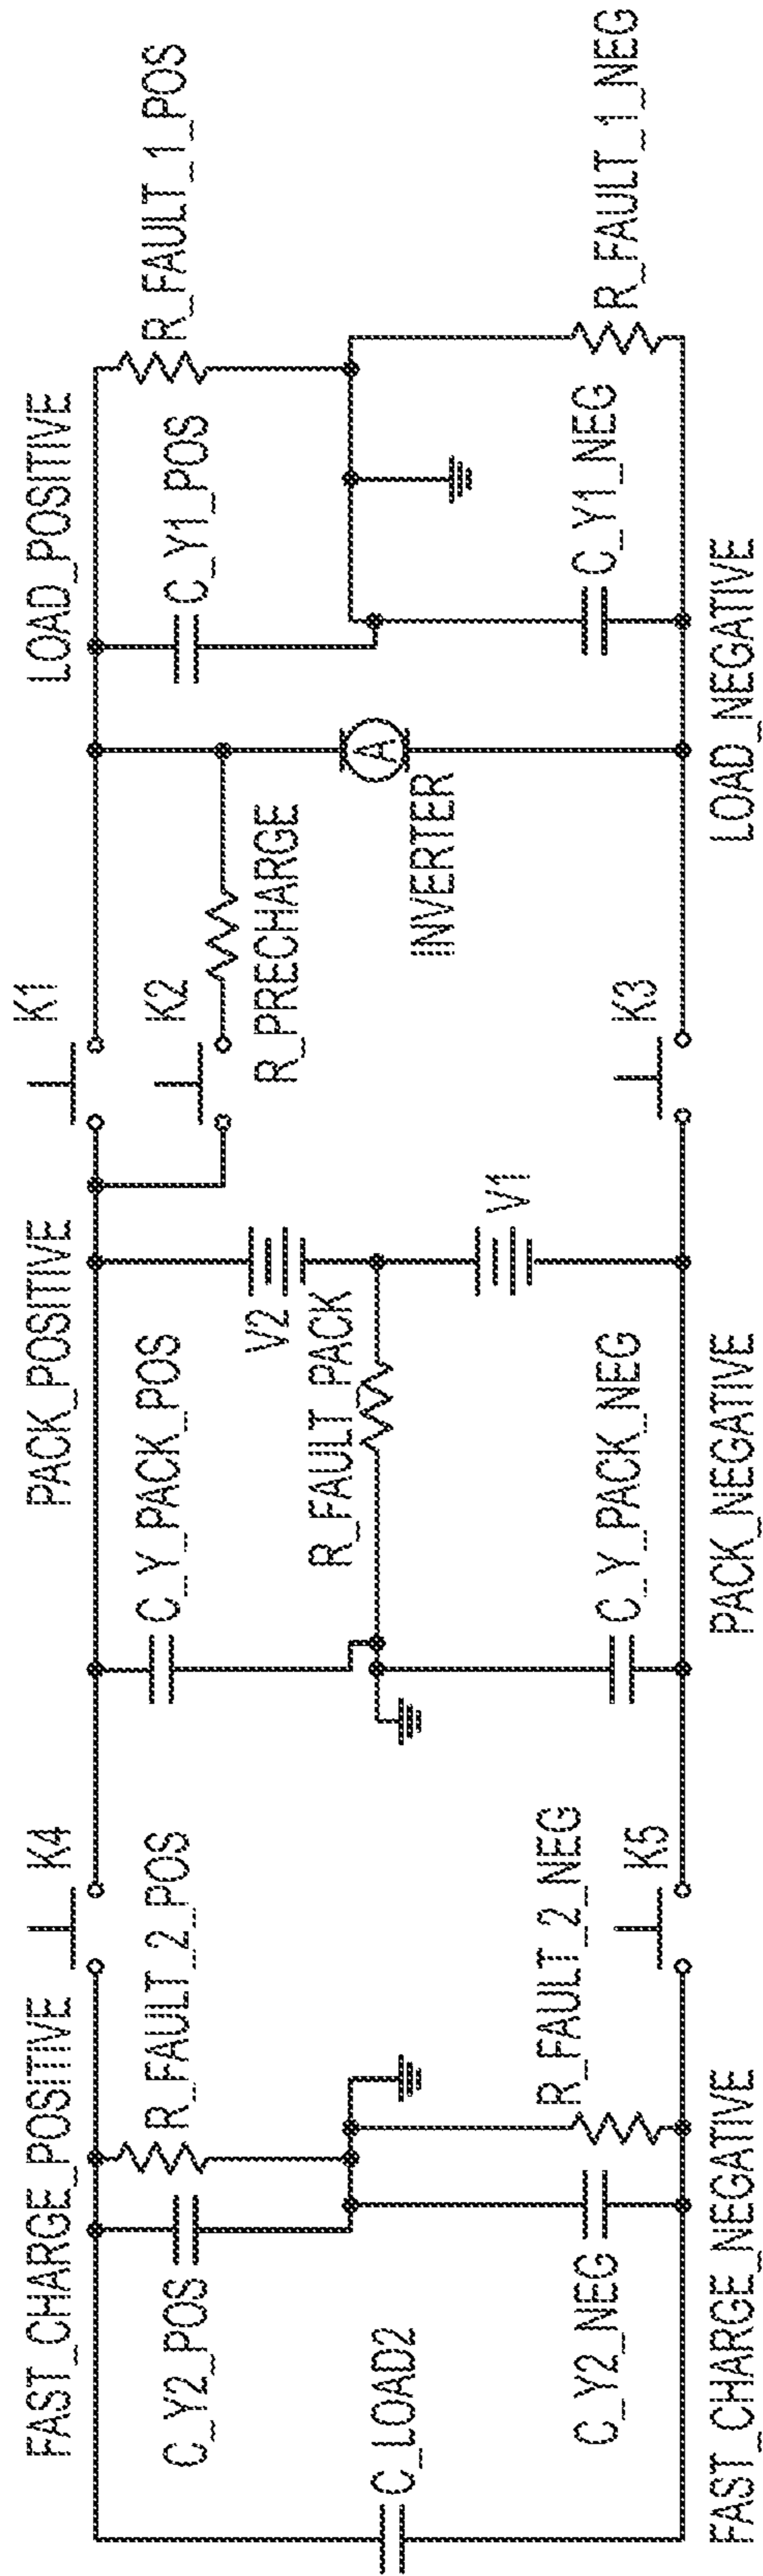 FAST_CHARGE_POSITIVE
K4
PACK_POSITIVE
K1
LOAD_POSITIVE
C_Y2_POS
R_FAULT_2_POS
C_Y_PACK_POS
K2
C_Y1_POS
R_FAULT_1_POS
V2
R_PRECHARGE
R_FAULT_PACK
C_LOAD2
A
INVERTER
V1
C_Y2_NEG
R_FAULT_2_NEG
C_Y_PACK_NEG
K5
K3
C_Y1_NEG
R_FAULT_1_NEG
FAST_CHARGE_NEGATIVE
PACK_NEGATIVE
LOAD_NEGATIVE